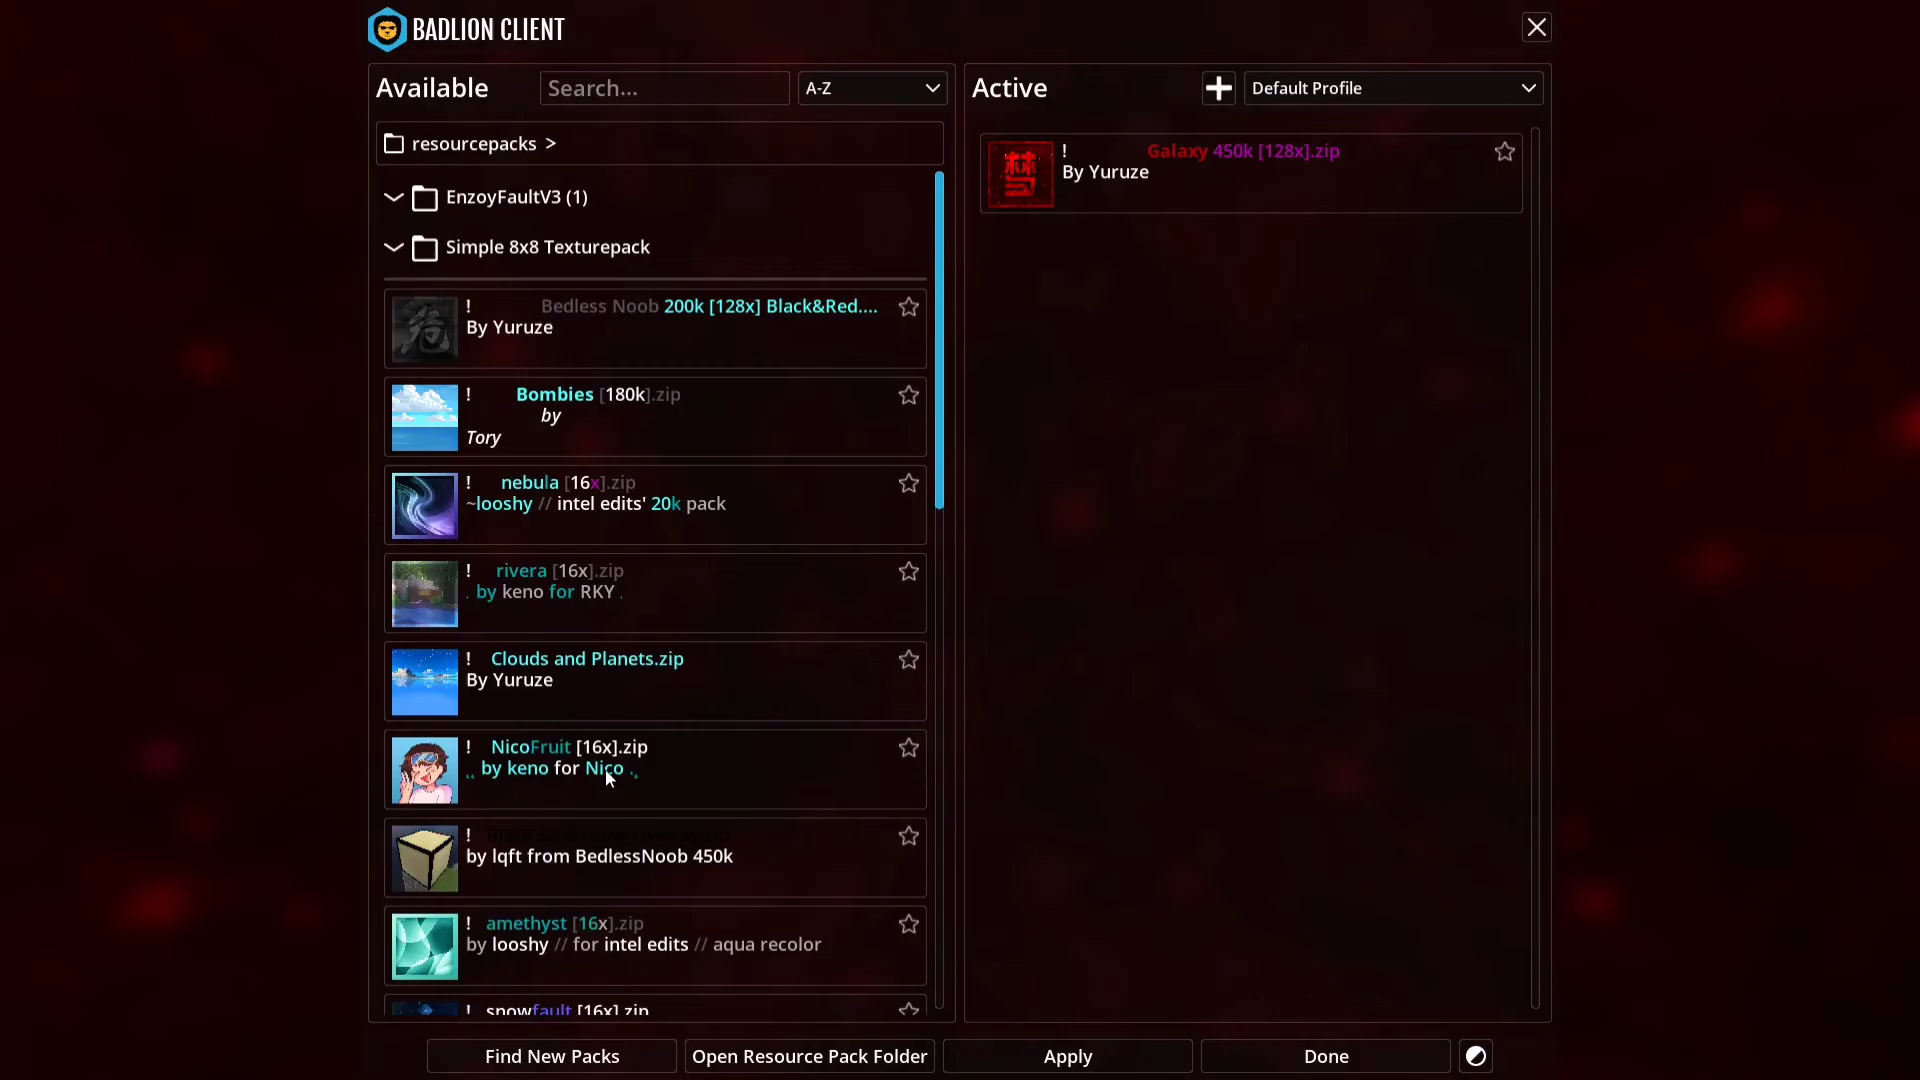 BADLION CLIENT
Available
Search...
A-Z
resourcepacks >
EnzoyFaultV3 (1)
Simple 8x8 Texturepack
! Bedless Noob 200k [128x] Black&Red....
By Yuruze
! Bombies [180k].zip
by
Tory
! nebula [16x].zip
~looshy // intel edits' 20k pack
! rivera [16x].zip
. by keno for RKY .
! Clouds and Planets.zip
By Yuruze
! NicoFruit [16x].zip
by keno for Nico
!
by lqft from BedlessNoob 450k
! amethyst [16x].zip
by looshy // for intel edits // aqua recolor
! snowfault [16x].zip
Active
Default Profile
! Galaxy 450k [128x].zip
By Yuruze
Find New Packs
Open Resource Pack Folder
Apply
Done